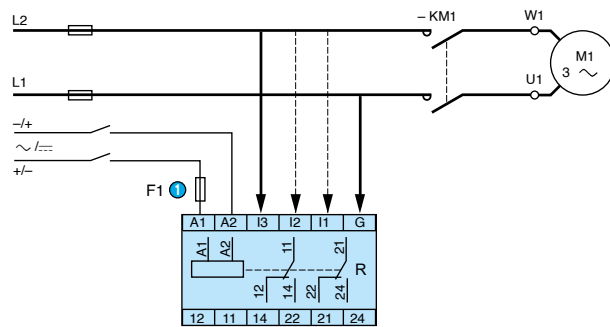 L2
– KM1
W1
M1
3 ~
L1
U1
–/+
~ /⎓
+/–
F1 1
A1 A2 I3 I2 I1 G
A1 A2 11 21 R
12 14 22 24
12 11 14 22 21 24